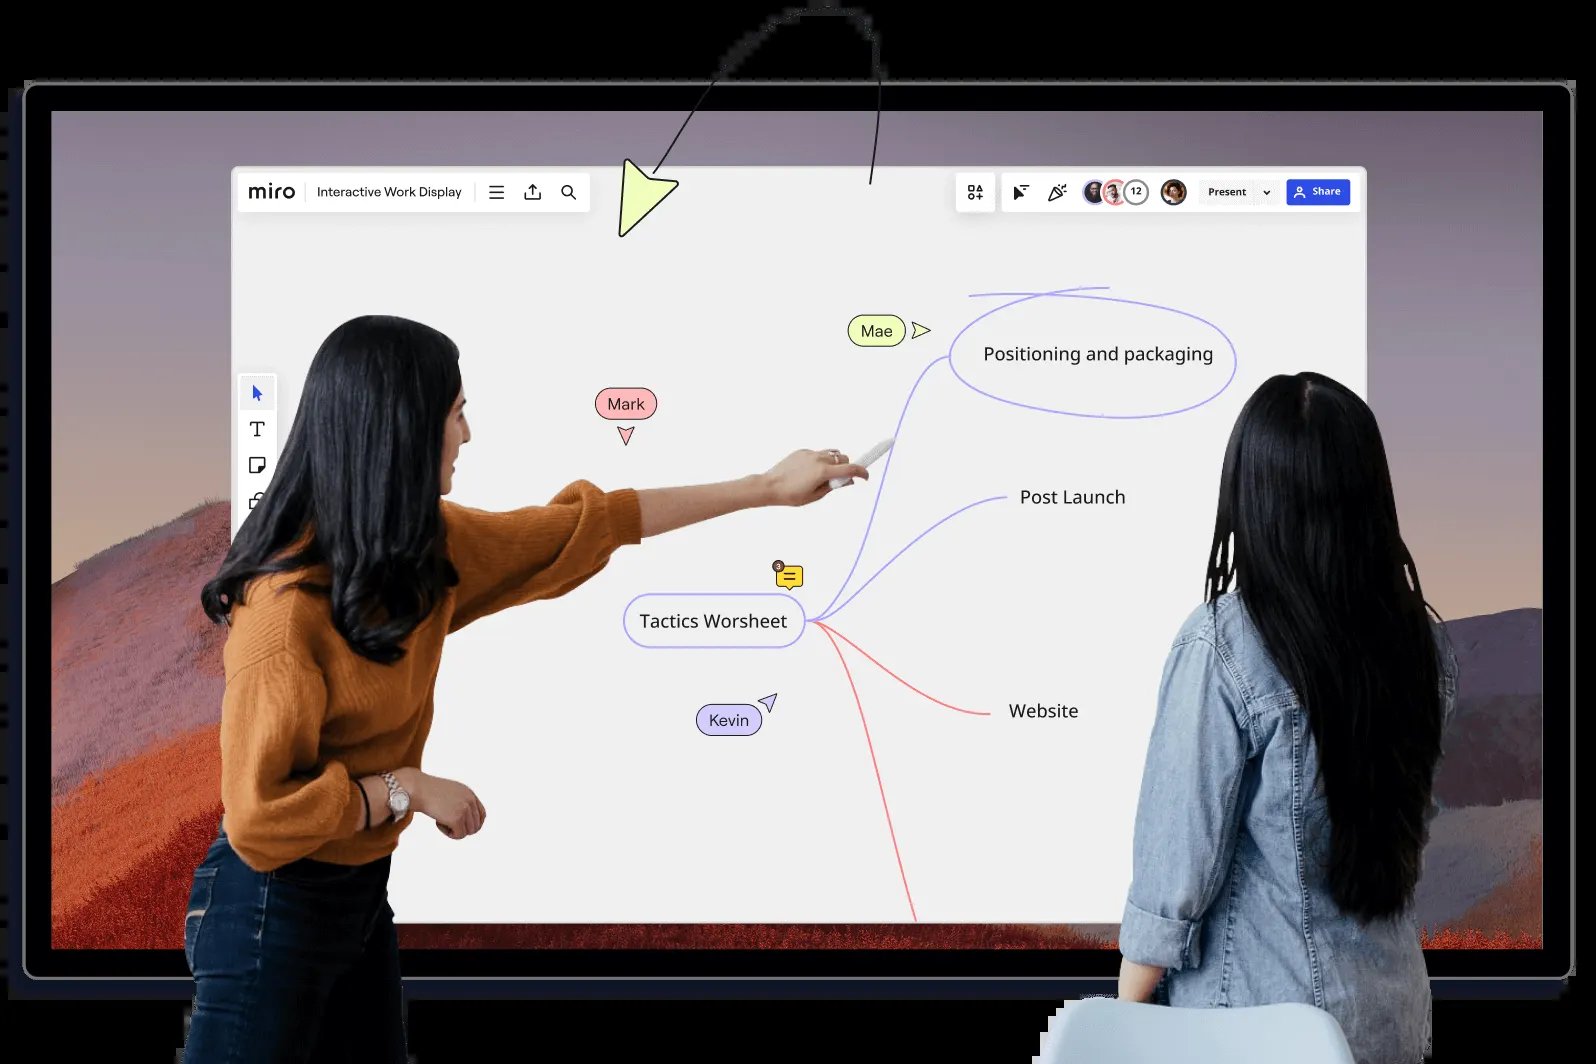 miro
Interactive Work Display
12
Present
Share
Mae
Positioning and packaging
Mark
Post Launch
3
Tactics Worsheet
Website
Kevin